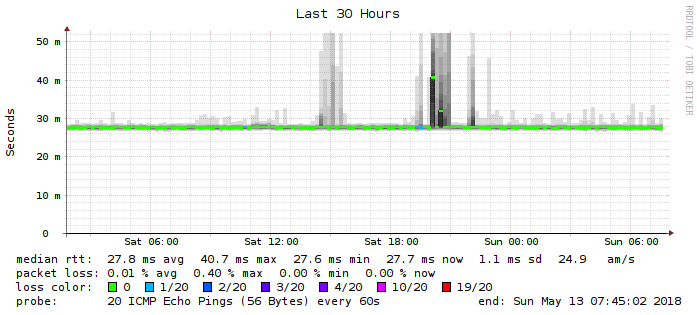 Last 30 Hours
RRDTOOL / TOBI OETIKER
Seconds
50 m
40 m
30 m
20 m
10 m
0
Sat 06:00 Sat 12:00 Sat 18:00 Sun 00:00 Sun 06:00
median rtt: 27.8 ms avg 40.7 ms max 27.6 ms min 27.7 ms now 1.1 ms sd 24.9 am/s
packet loss: 0.01 % avg 0.40 % max 0.00 % min 0.00 % now
loss color: 0 1/20 2/20 3/20 4/20 10/20 19/20
probe: 20 ICMP Echo Pings (56 Bytes) every 60s end: Sun May 13 07:45:02 2018